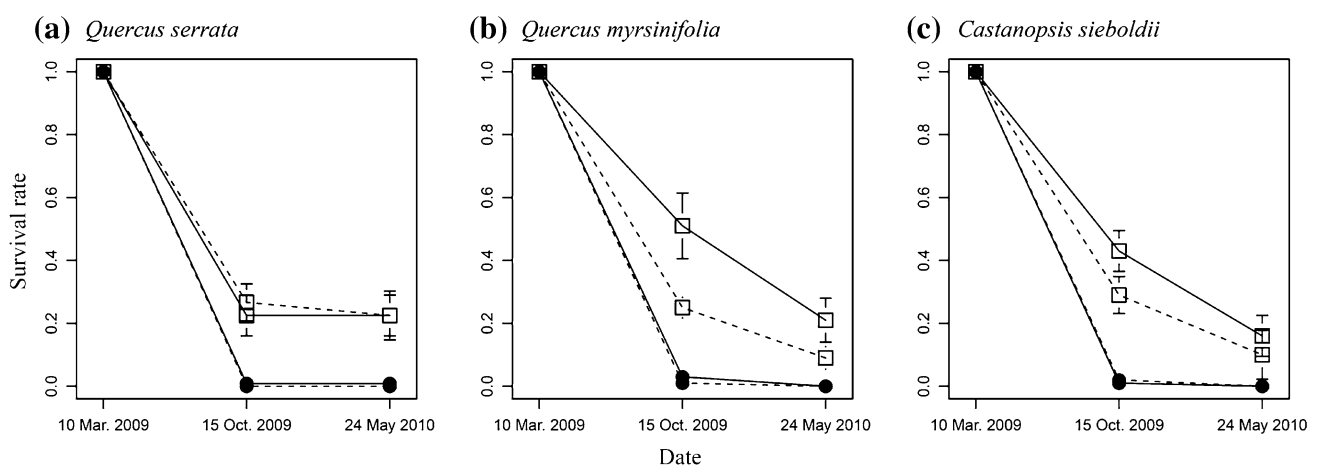 (a) Quercus serrata
(b) Quercus myrsinifolia
(c) Castanopsis sieboldii
Survival rate
1.0
0.8
0.6
0.4
0.2
0.0
10 Mar. 2009 15 Oct. 2009 24 May 2010
1.0
0.8
0.6
0.4
0.2
0.0
10 Mar. 2009 15 Oct. 2009 24 May 2010
1.0
0.8
0.6
0.4
0.2
0.0
10 Mar. 2009 15 Oct. 2009 24 May 2010
Date